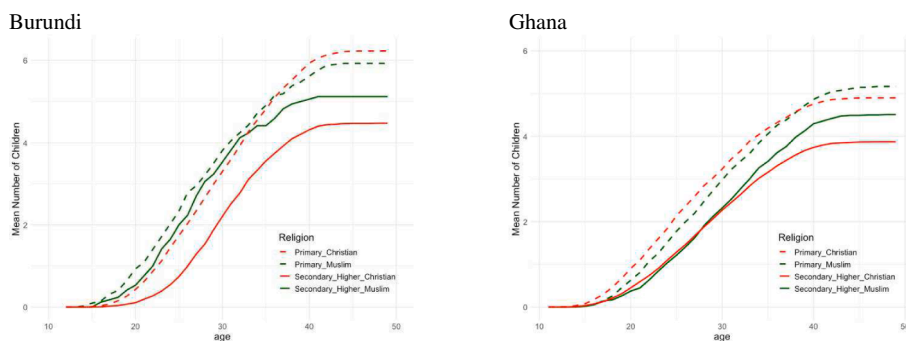 Burundi
Ghana
6
4
2
0
Mean Number of Children
10 20 30 40 50
age
Religion
Primary_Christian
Primary_Muslim
Secondary_Higher_Christian
Secondary_Higher_Muslim
6
4
2
0
Mean Number of Children
10 20 30 40 50
age
Religion
Primary_Christian
Primary_Muslim
Secondary_Higher_Christian
Secondary_Higher_Muslim